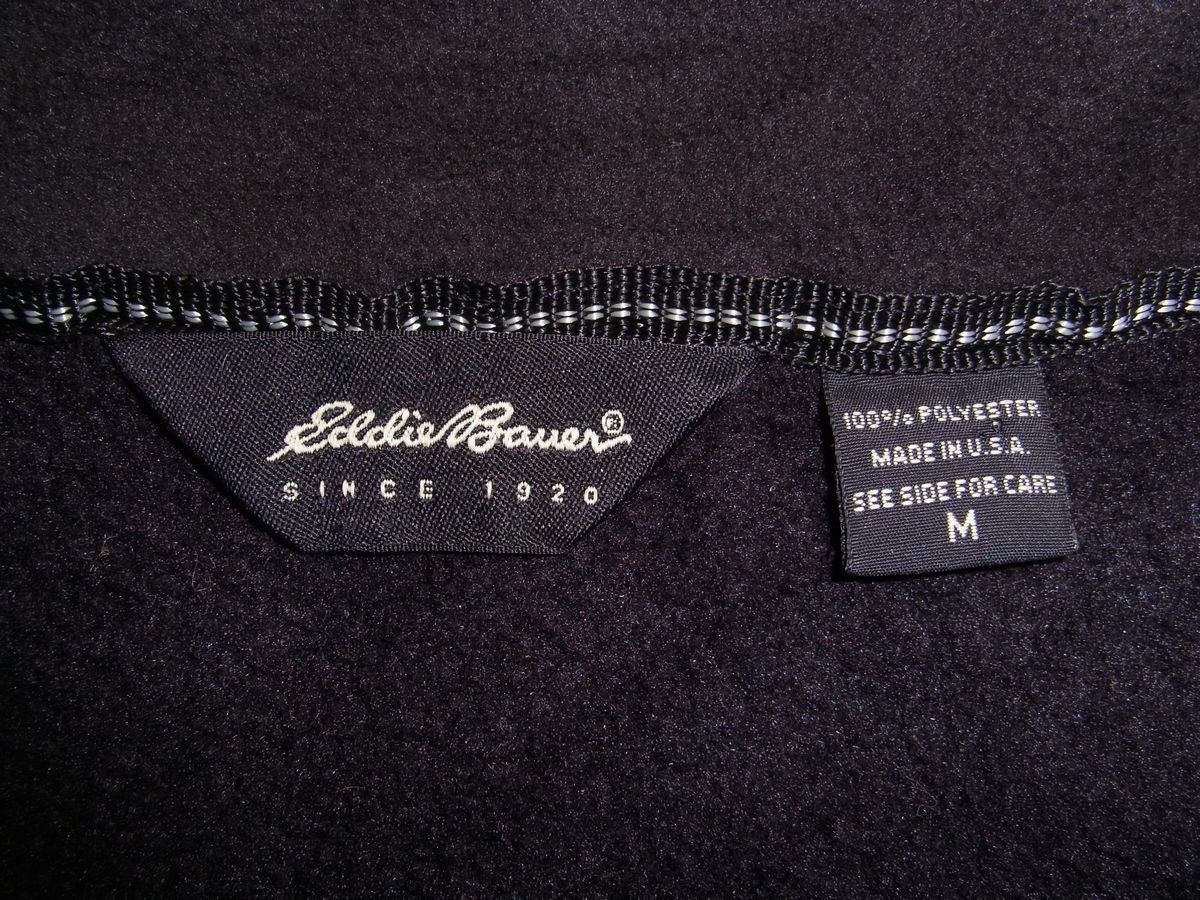 Eddie Bauer®
SINCE 1920
100% POLYESTER
MADE IN U.S.A.
SEE SIDE FOR CARE
M